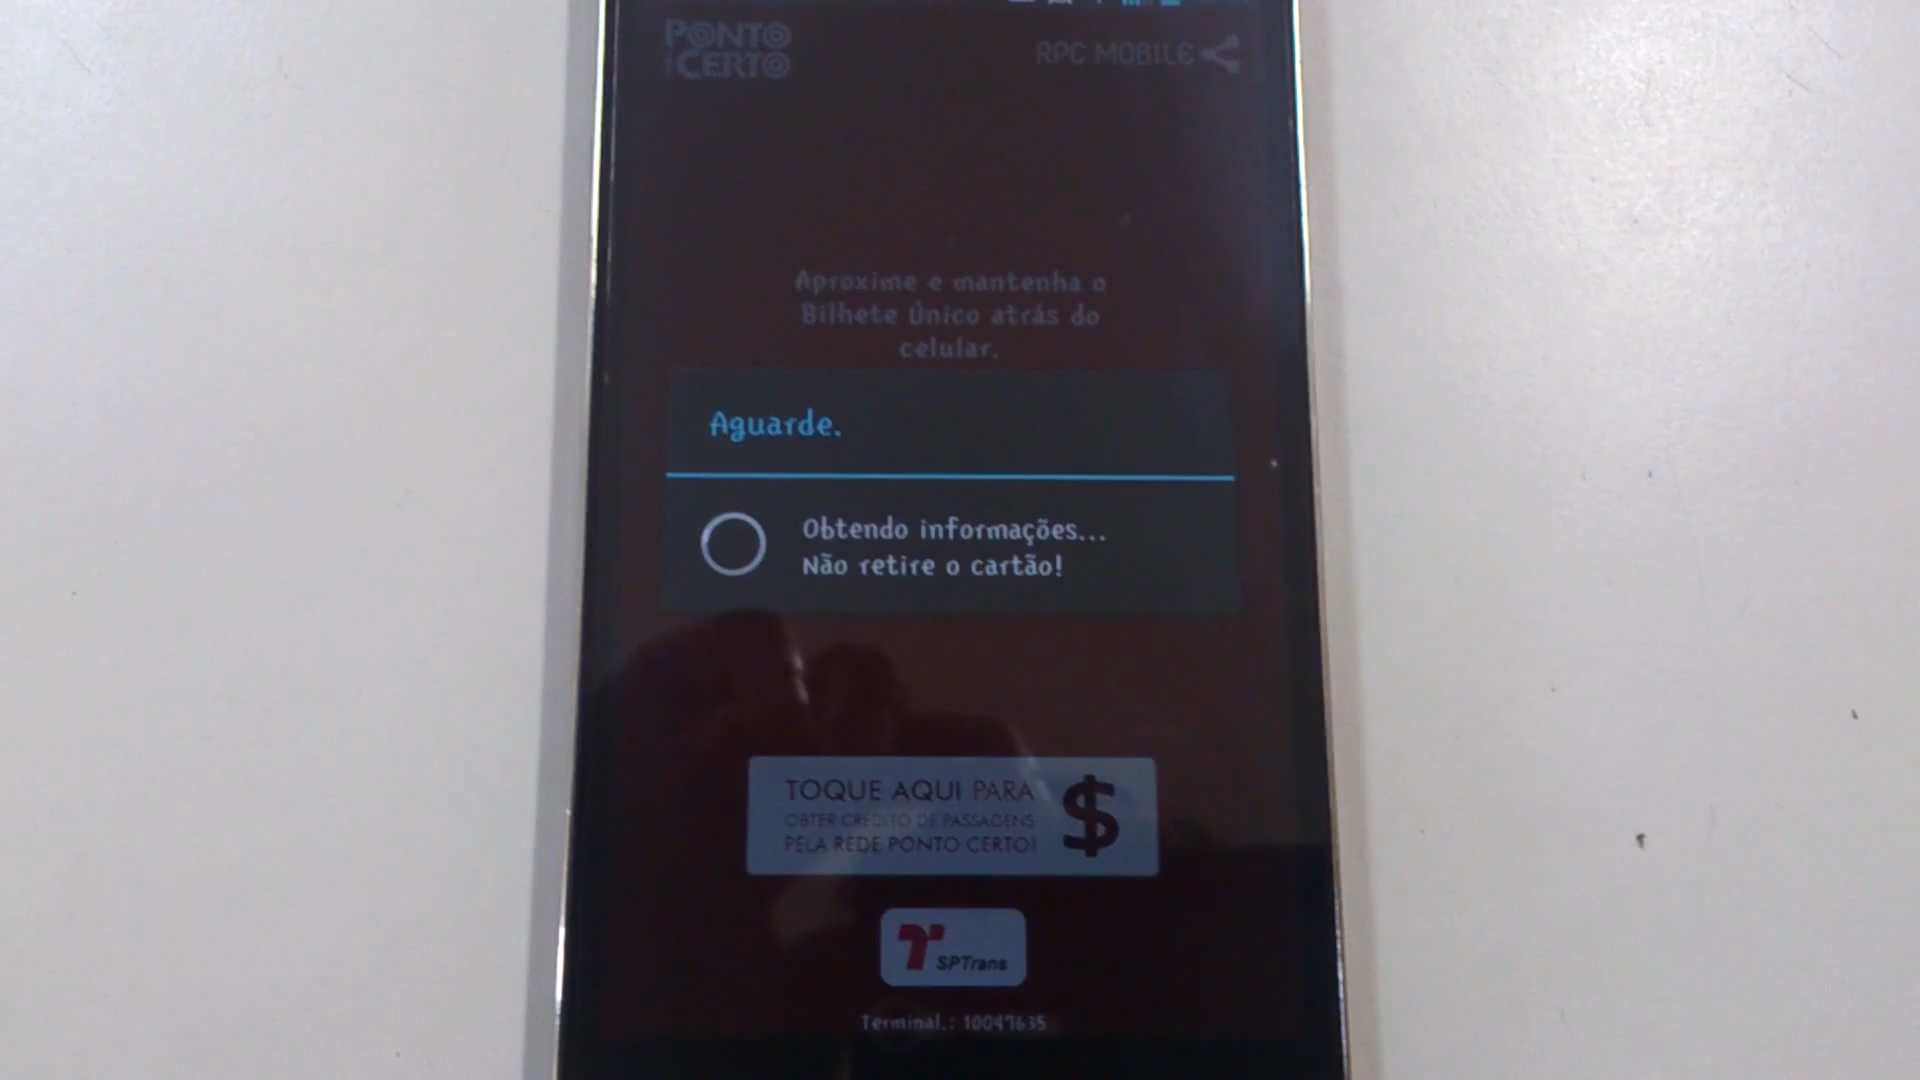 PONTO
CERTO
RPC MOBILE
Aproxime e mantenha o
Bilhete Único atrás do
celular.
Aguarde.
Obtendo informações...
Não retire o cartão!
TOQUE AQUI PARA
OBTER CRÉDITO DE PASSAGENS
PELA REDE PONTO CERTO!
$
SPTrans
Terminal.: 10047635